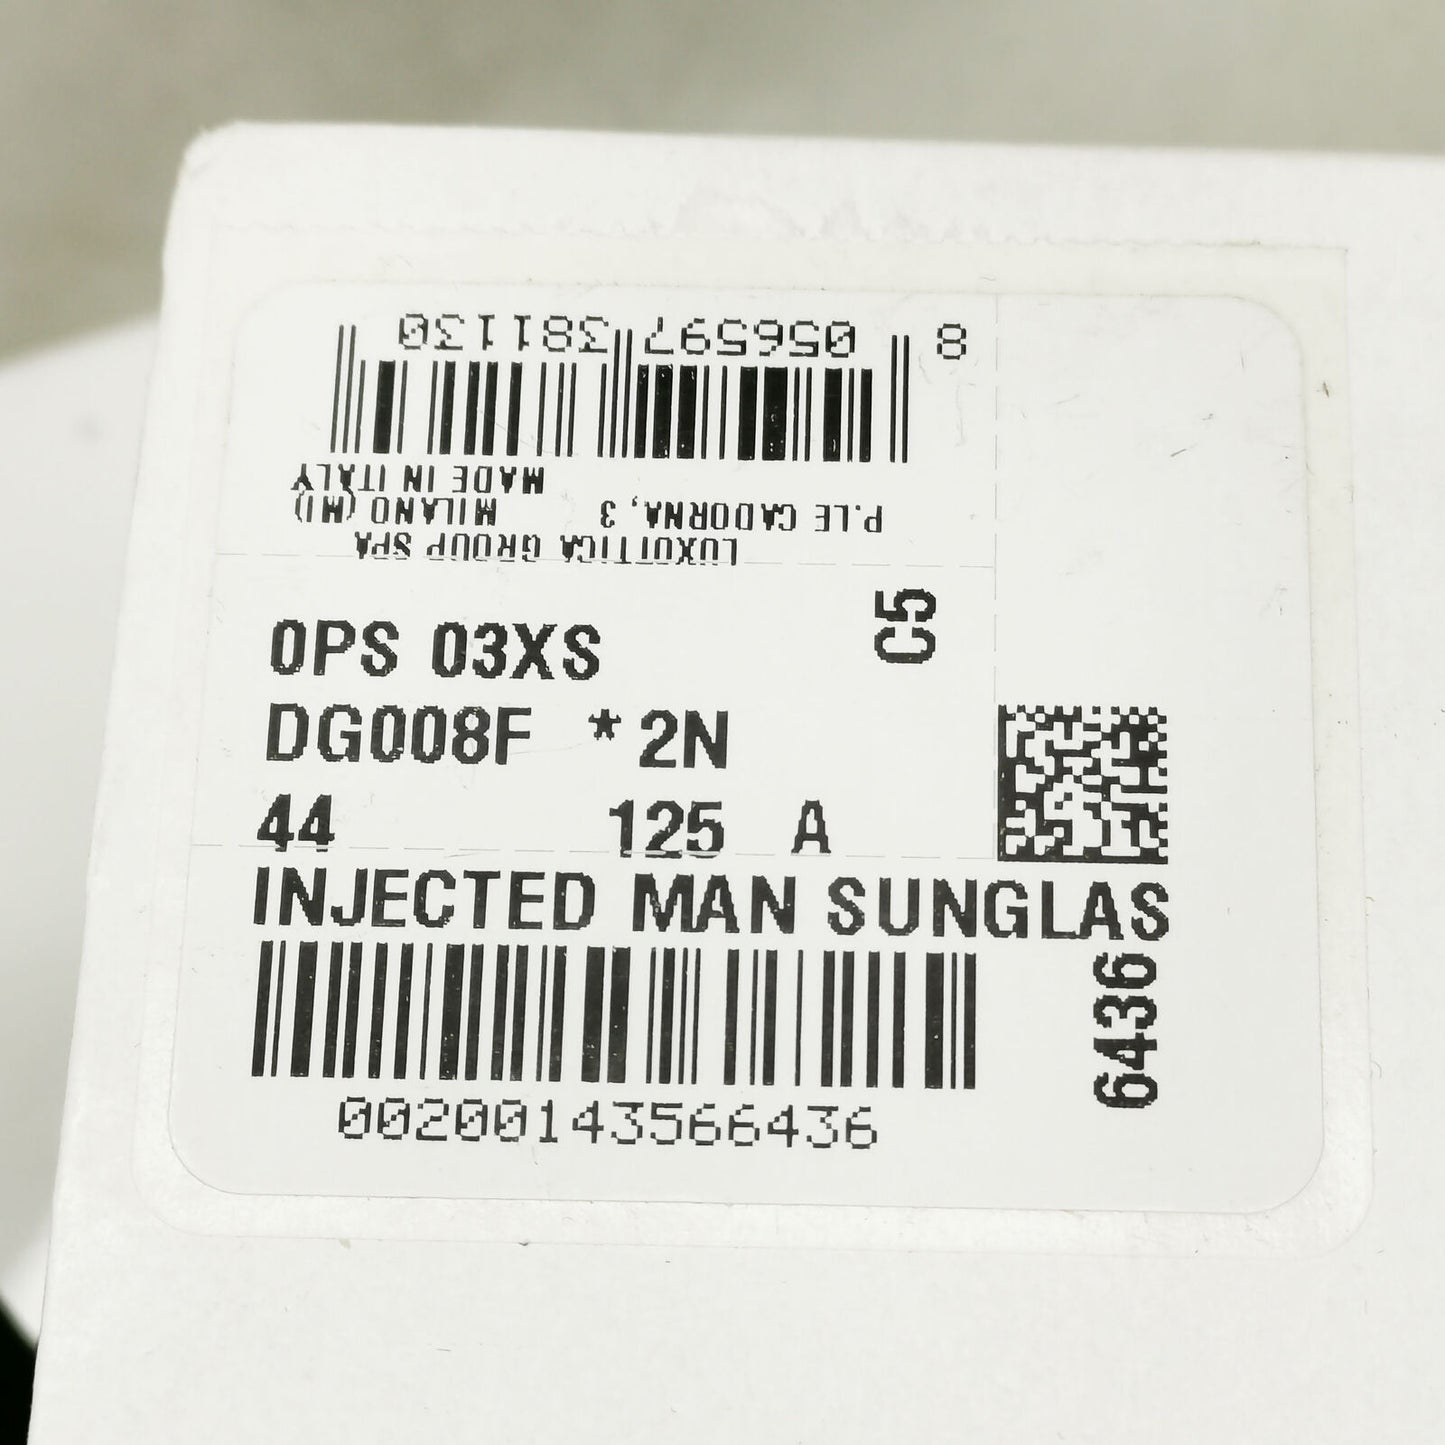 8 056597 381130
MADE IN ITALY
P.LE CADORNA, 3 MILANO (MI)
LUXOTTICA GROUP SPA
0PS 03XS
C5
DG008F *2N
44 125 A
INJECTED MAN SUNGLAS
6436
00200143566436